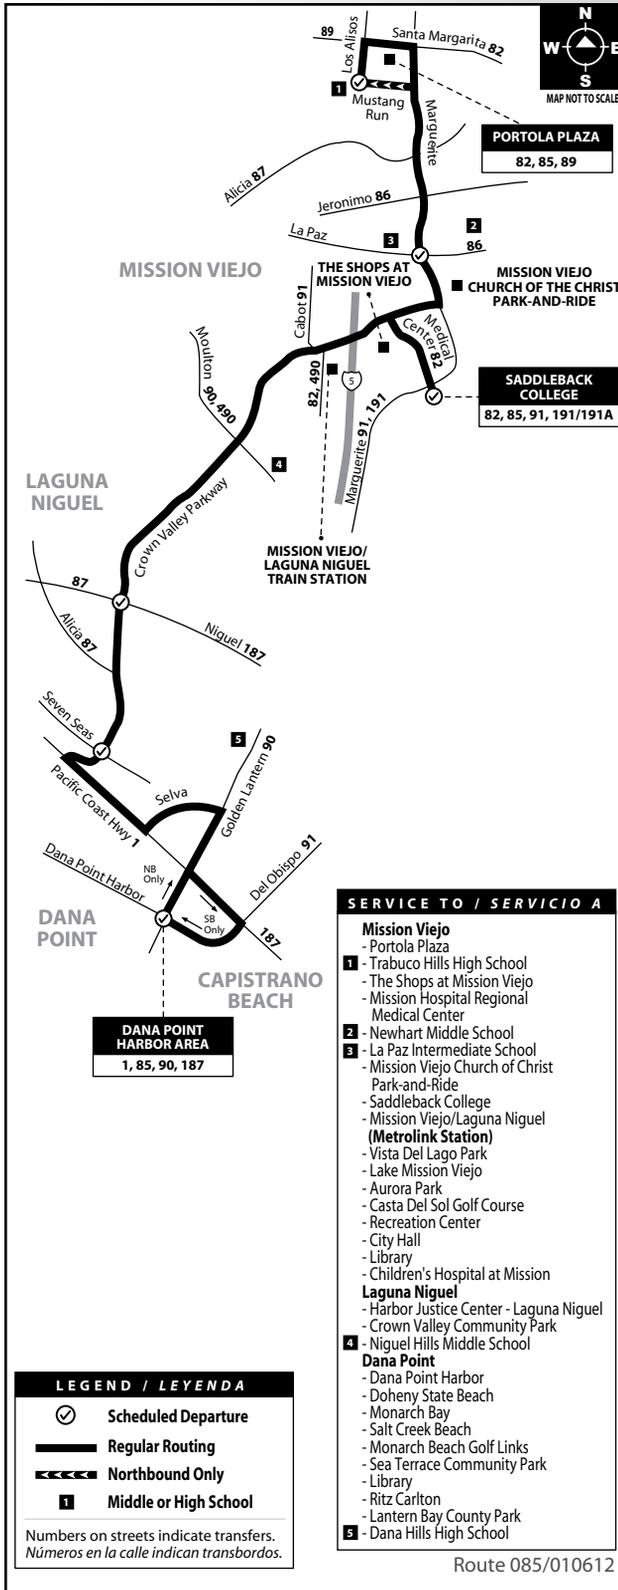 N
W E
S
MAP NOT TO SCALE
89
Los Alisos
Santa Margarita 82
1
Mustang
Run
Marguerite
PORTOLA PLAZA
82, 85, 89
Alicia 87
Jeronimo 86
La Paz
3
2
86
MISSION VIEJO
THE SHOPS AT
MISSION VIEJO
MISSION VIEJO
CHURCH OF THE CHRIST
PARK-AND-RIDE
Cabot 91
Medical
Center 82
Moulton
90, 490
82, 490
5
Marguerite 91, 191
SADDLEBACK
COLLEGE
82, 85, 91, 191/191A
4
LAGUNA
NIGUEL
Crown Valley Parkway
MISSION VIEJO/
LAGUNA NIGUEL
TRAIN STATION
87
Alicia 87
Niguel 187
Seven Seas
5
Golden Lantern 90
Pacific Coast Hwy 1
Selva
Del Obispo 91
Dana Point Harbor
NB
Only
SB
Only
187
DANA
POINT
CAPISTRANO
BEACH
DANA POINT
HARBOR AREA
1, 85, 90, 187
SERVICE TO / SERVICIO A
Mission Viejo
- Portola Plaza
1 - Trabuco Hills High School
- The Shops at Mission Viejo
- Mission Hospital Regional
Medical Center
2 - Newhart Middle School
3 - La Paz Intermediate School
- Mission Viejo Church of Christ
Park-and-Ride
- Saddleback College
- Mission Viejo/Laguna Niguel
(Metrolink Station)
- Vista Del Lago Park
- Lake Mission Viejo
- Aurora Park
- Casta Del Sol Golf Course
- Recreation Center
- City Hall
- Library
- Children's Hospital at Mission
Laguna Niguel
- Harbor Justice Center - Laguna Niguel
- Crown Valley Community Park
4 - Niguel Hills Middle School
Dana Point
- Dana Point Harbor
- Doheny State Beach
- Monarch Bay
- Salt Creek Beach
- Monarch Beach Golf Links
- Sea Terrace Community Park
- Library
- Ritz Carlton
- Lantern Bay County Park
5 - Dana Hills High School
LEGEND / LEYENDA
Scheduled Departure
Regular Routing
Northbound Only
1 Middle or High School
Numbers on streets indicate transfers.
Números en la calle indican transbordos.
Route 085/010612